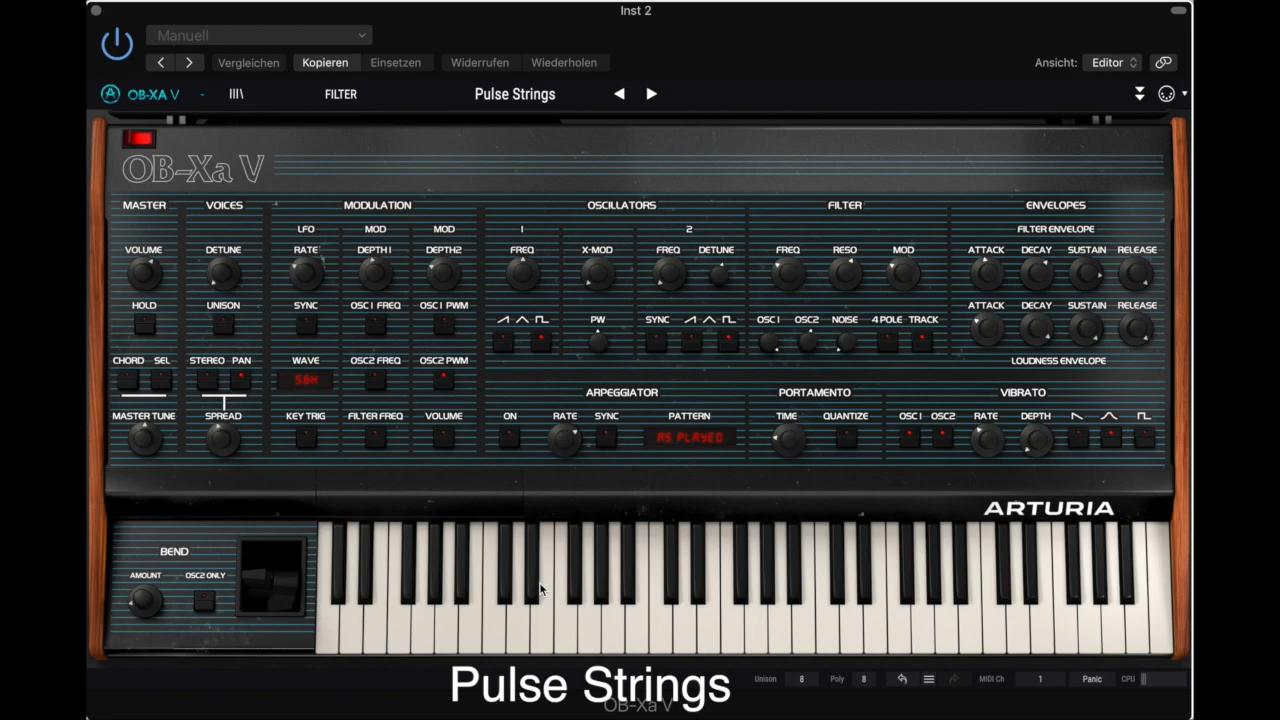 Inst 2
Manuell
Vergleichen Kopieren Einsetzen Widerrufen Wiederholen Ansicht: Editor
OB-XA V FILTER Pulse Strings
OB-Xa V
MASTER VOICES MODULATION OSCILLATORS FILTER ENVELOPES
LFO MOD MOD 1 2 FILTER ENVELOPE
VOLUME DETUNE RATE DEPTH1 DEPTH2 FREQ X-MOD FREQ DETUNE FREQ RESO MOD ATTACK DECAY SUSTAIN RELEASE
HOLD UNISON SYNC OSC1 FREQ OSC1 PWM ATTACK DECAY SUSTAIN RELEASE
PW SYNC OSC1 OSC2 NOISE 4 POLE TRACK
CHORD SEL STEREO PAN WAVE OSC2 FREQ OSC2 PWM LOUDNESS ENVELOPE
S&H
ARPEGGIATOR PORTAMENTO VIBRATO
MASTER TUNE SPREAD KEY TRIG FILTER FREQ VOLUME ON RATE SYNC PATTERN TIME QUANTIZE OSC1 OSC2 RATE DEPTH
AS PLAYED
ARTURIA
BEND
AMOUNT OSC2 ONLY
Unison 8 Poly 8 MIDI Ch 1 Panic CPU
Pulse Strings
OB-Xa V